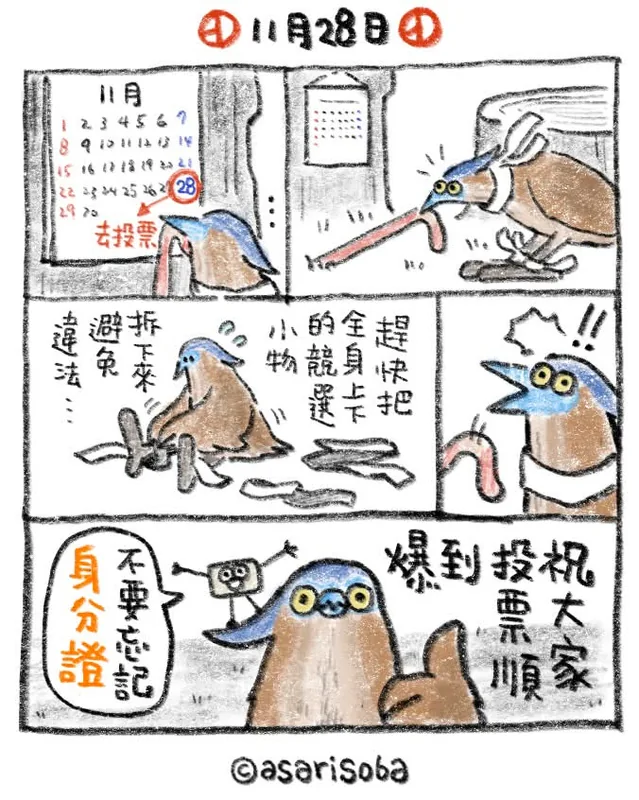 11月28日
11月
1 2 3 4 5 6 7
8 9 10 11 12 13 14
15 16 17 18 19 20 21
22 23 24 25 26 27 28
29 30
去投票
!!
趕快把
全身上下
的競選
小物
拆下來
避免
違法…
祝大家
投票順
到爆
不要忘記
身分證
©asarisoba